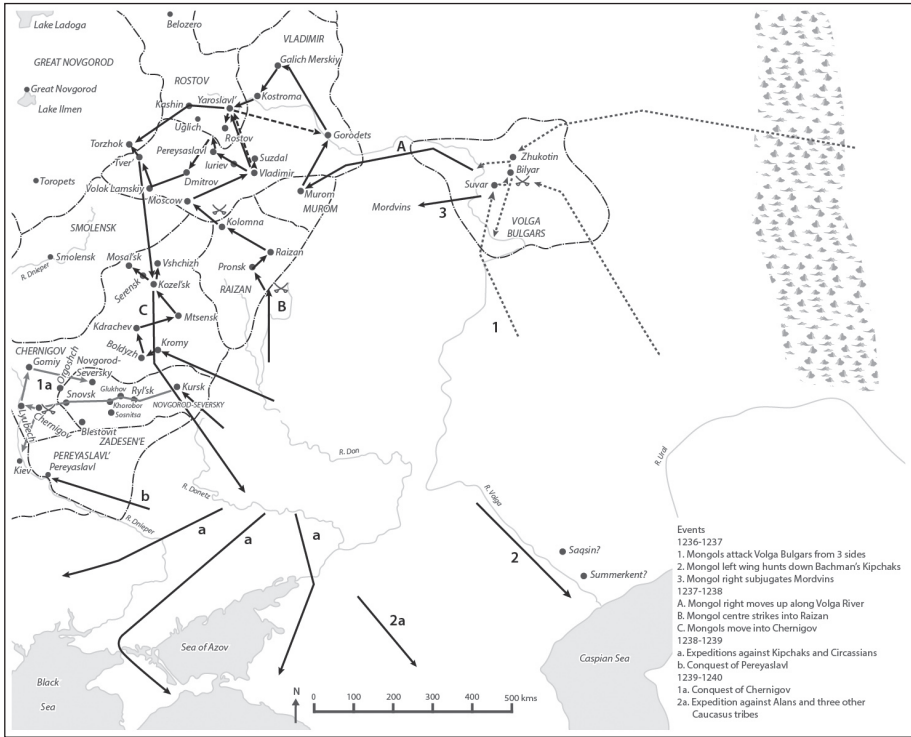 Lake Ladoga
Belozero
VLADIMIR
GREAT NOVGOROD
Galich Merskiy
ROSTOV
Great Novgorod
Lake Ilmen
Kashin
Yaroslavl'
Kostroma
Uglich
Rostov
Gorodets
Torzhok
Tver
Pereyaslavl
Iuriev
Suzdal
Vladimir
A
Zhukotin
Bilyar
Toropets
Volok Lamskiy
Dmitrov
Suvar
Moscow
Murom
MUROM
Mordvins
3
VOLGA
BULGARS
SMOLENSK
Kolomna
R. Dnieper
Smolensk
Mosal'sk
Vshchizh
Raizan
Pronsk
Serensk
Kozel'sk
RAIZAN
B
C
Mtsensk
1
Kdrachev
Boldyzh
Kromy
CHERNIGOV
Gomiy
Orgoshch
Novgorod-
Seversky
1a
Snovsk
Glukhov
Ryl'sk
Kursk
Khorobor
NOVGOROD-SEVERSKY
Sosnitsa
Lyubech
Chernigov
Blestovit
ZADESEN'E
Kiev
PEREYASLAVL'
Pereyaslavl
R. Don
R. Ural
R. Donetz
R. Volga
b
R. Dnieper
a
a
a
2
Saqsin?
Summerkent?
2a
Sea of Azov
Caspian Sea
Black
Sea
N
0 100 200 300 400 500 kms
Events
1236-1237
1. Mongols attack Volga Bulgars from 3 sides
2. Mongol left wing hunts down Bachman's Kipchaks
3. Mongol right subjugates Mordvins
1237-1238
A. Mongol right moves up along Volga River
B. Mongol centre strikes into Raizan
C. Mongols move into Chernigov
1238-1239
a. Expeditions against Kipchaks and Circassians
b. Conquest of Pereyaslavl
1239-1240
1a. Conquest of Chernigov
2a. Expedition against Alans and three other
Caucasus tribes